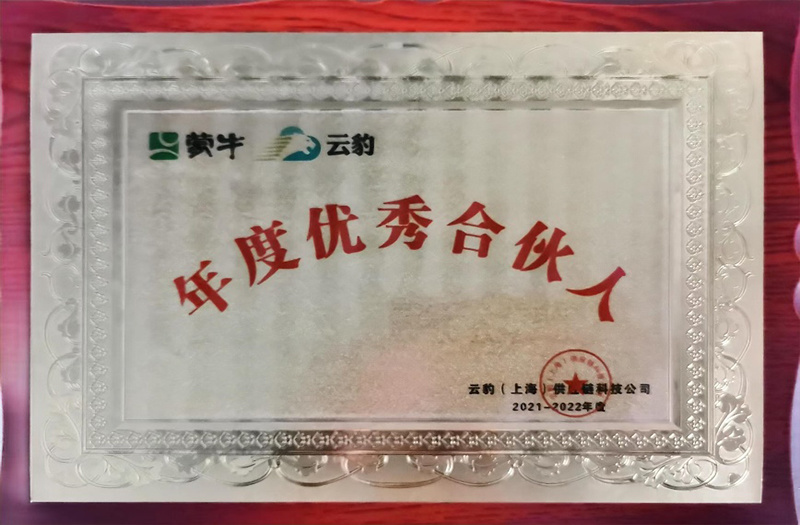 蒙牛 云豹
年度优秀合伙人
云豹（上海）供应链科技公司
2021-2022年度